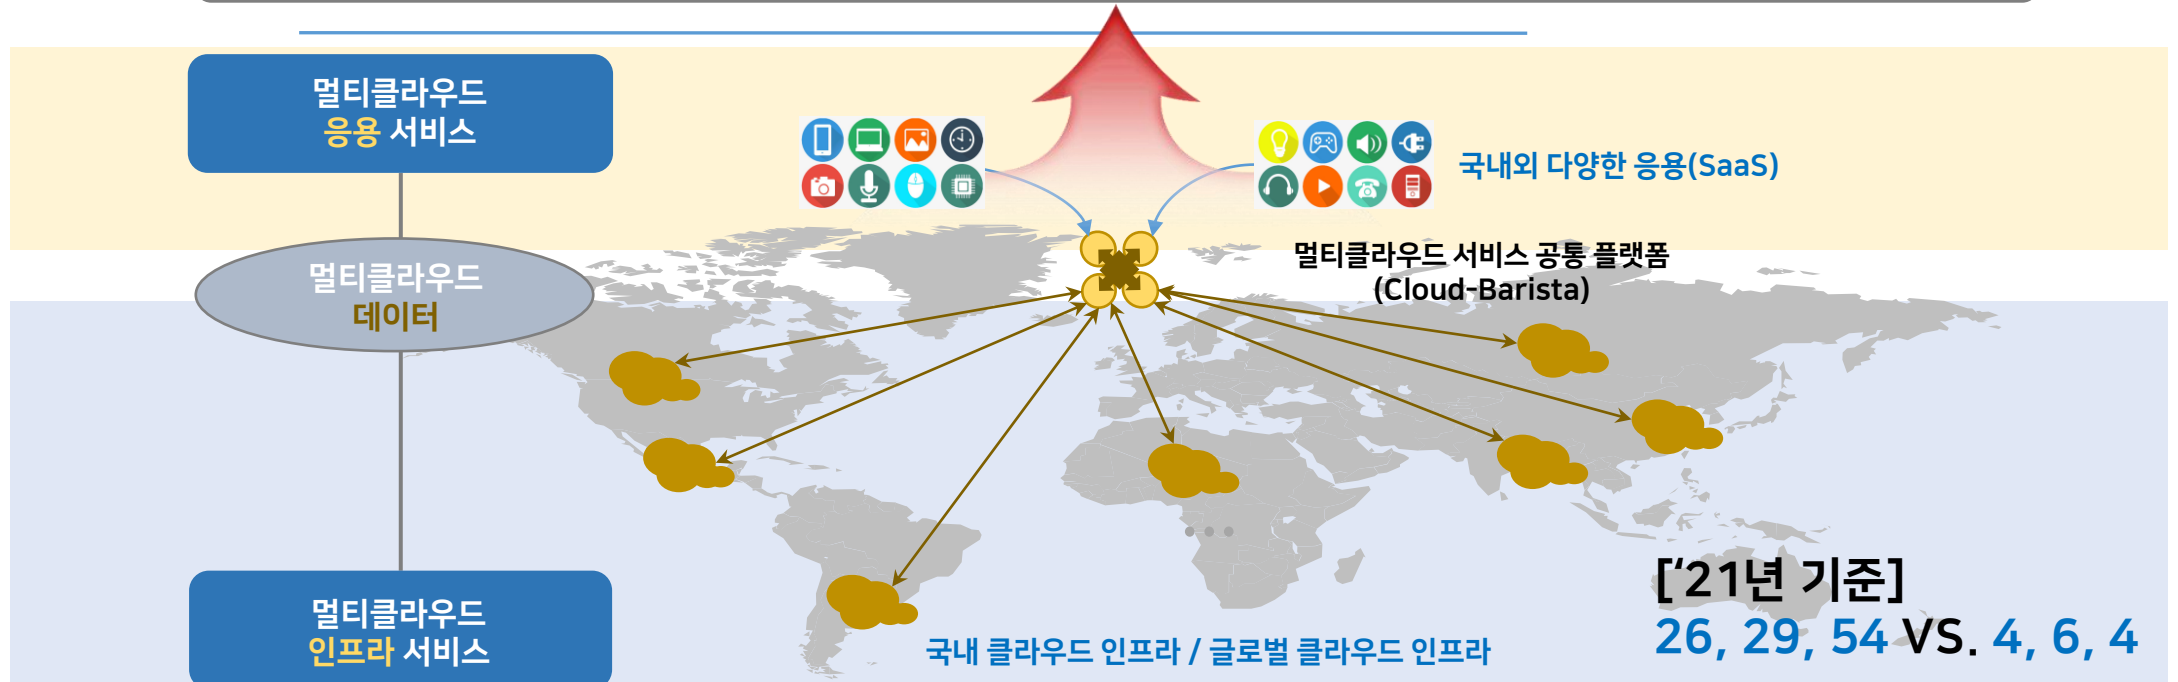 멀티클라우드
응용 서비스
국내외 다양한 응용(SaaS)
멀티클라우드 서비스 공통 플랫폼
(Cloud-Barista)
멀티클라우드
데이터
['21년 기준]
26, 29, 54 VS. 4, 6, 4
멀티클라우드
인프라 서비스
국내 클라우드 인프라 / 글로벌 클라우드 인프라